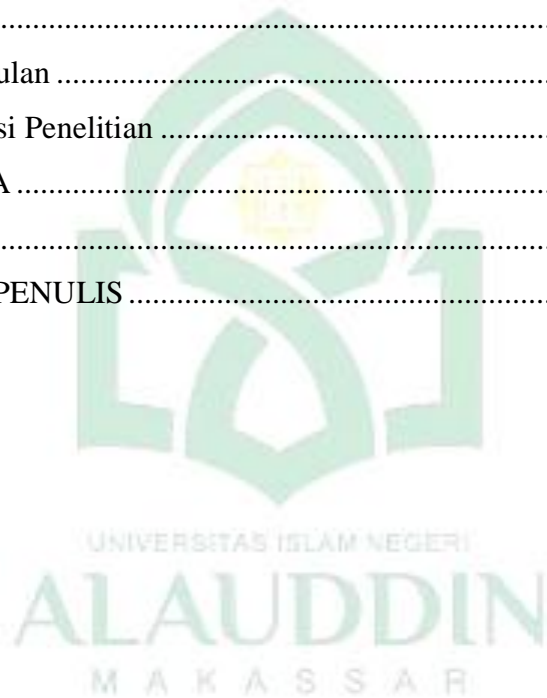 ................................................................................
ulan ...........................................................................
si Penelitian ............................................................
A ................................................................................
................................................................................
PENULIS .................................................................
UNIVERSITAS ISLAM NEGERI
ALAUDDIN
MAKASSAR